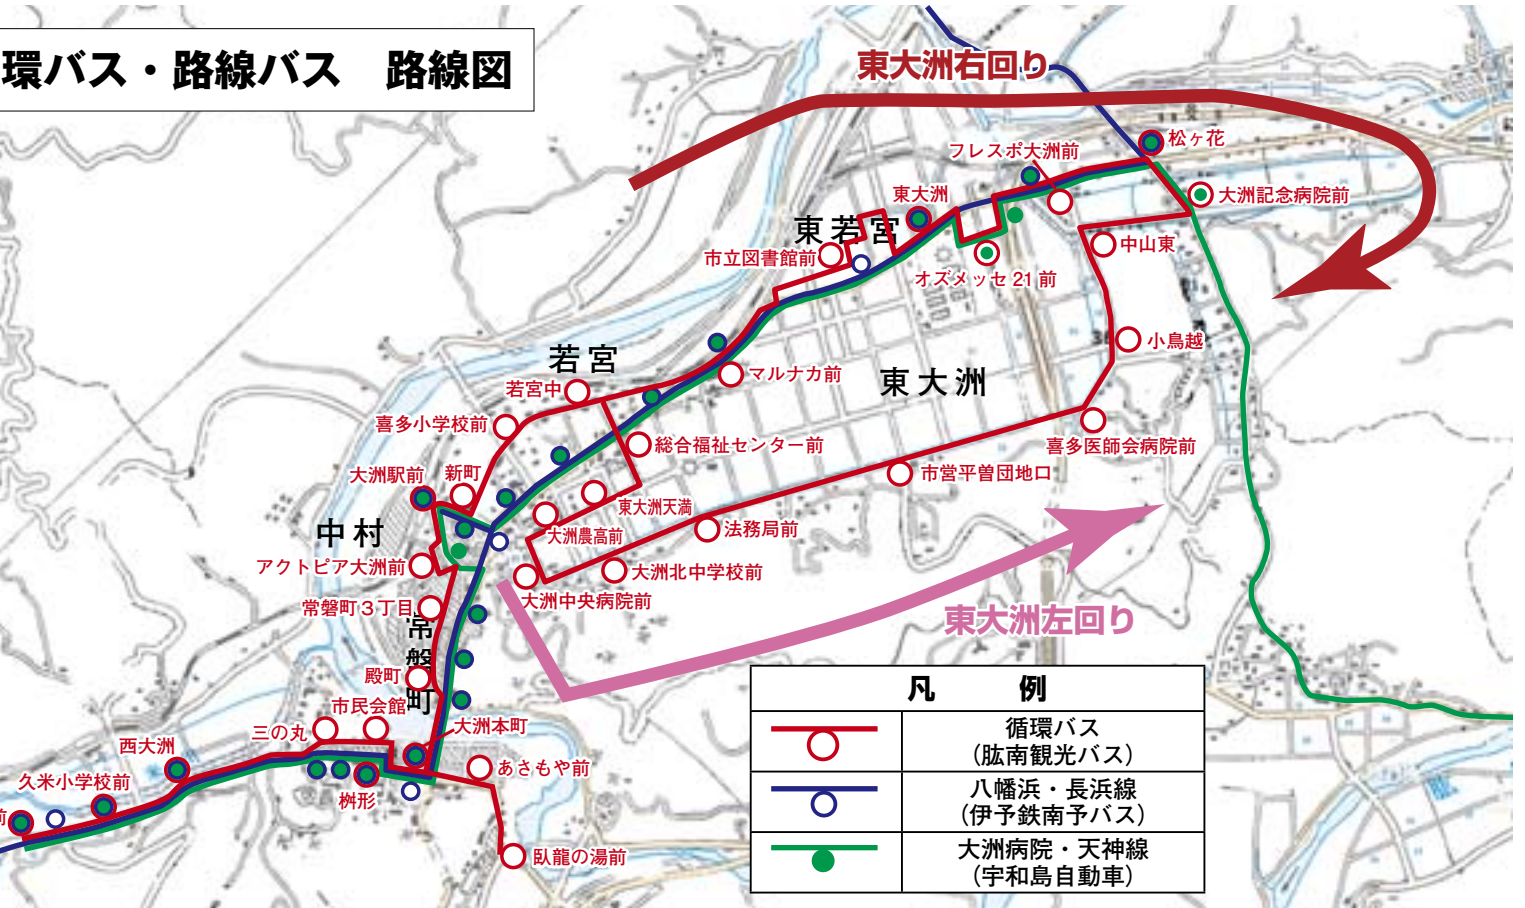 環バス・路線バス　路線図
東大洲右回り
松ヶ花
フレスポ大洲前
大洲記念病院前
東大洲
東若宮
中山東
市立図書館前
オズメッセ21前
小鳥越
若宮
マルナカ前
東大洲
若宮中
喜多小学校前
総合福祉センター前
喜多医師会病院前
大洲駅前
新町
市営平曽団地口
東大洲天満
中村
大洲農高前
法務局前
アクトピア大洲前
大洲北中学校前
大洲中央病院前
常磐町3丁目
東大洲左回り
常磐町
殿町
市民会館
三の丸
大洲本町
西大洲
あさもや前
久米小学校前
桝形
前
臥龍の湯前
凡　例
循環バス
（肱南観光バス）
八幡浜・長浜線
（伊予鉄南予バス）
大洲病院・天神線
（宇和島自動車）